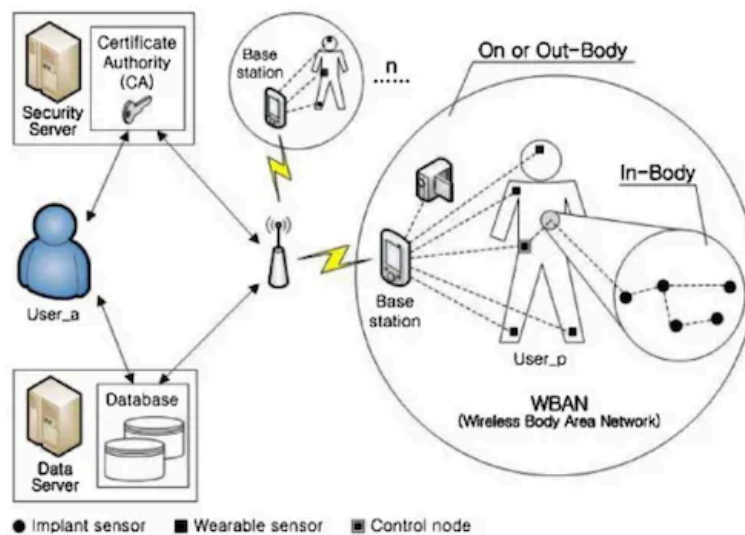 Certificate
Authority
(CA)
Security
Server
Base
station
n
On or Out-Body
In-Body
User_a
Base
station
User_p
WBAN
(Wireless Body Area Network)
Database
Data
Server
Implant sensor
Wearable sensor
Control node